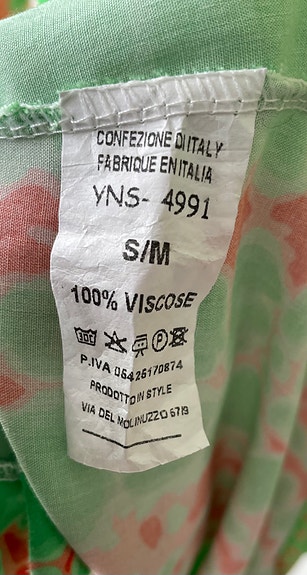 CONFEZIONE DI ITALY
FABRIQUE EN ITALIA
YNS- 4991
S/M
100% VISCOSE
P.IVA 05425170874
PRODOTTO IN STYLE
VIA DEL MOLINUZZO 67/9